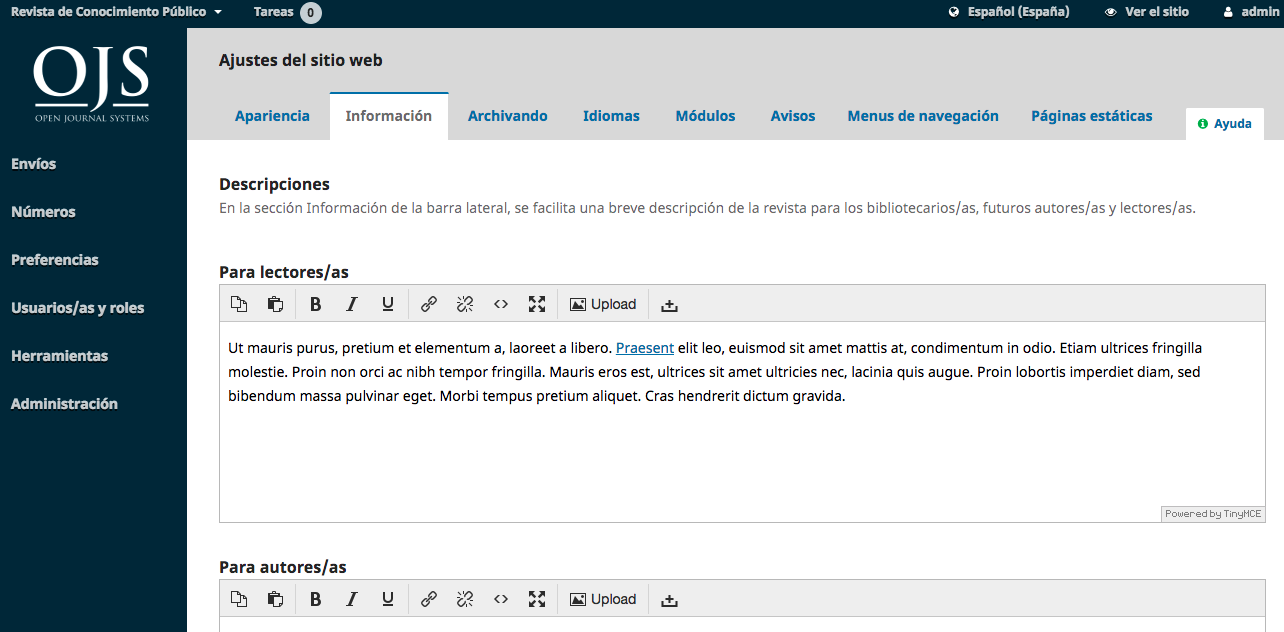 Revista de Conocimiento Público Tareas 0 Español (España) Ver el sitio admin
OJS
OPEN JOURNAL SYSTEMS
Envíos
Números
Preferencias
Usuarios/as y roles
Herramientas
Administración
Ajustes del sitio web
Apariencia Información Archivando Idiomas Módulos Avisos Menus de navegación Páginas estáticas Ayuda
Descripciones
En la sección Información de la barra lateral, se facilita una breve descripción de la revista para los bibliotecarios/as, futuros autores/as y lectores/as.
Para lectores/as
B I U Upload
Ut mauris purus, pretium et elementum a, laoreet a libero. Praesent elit leo, euismod sit amet mattis at, condimentum in odio. Etiam ultrices fringilla
molestie. Proin non orci ac nibh tempor fringilla. Mauris eros est, ultrices sit amet ultricies nec, lacinia quis augue. Proin lobortis imperdiet diam, sed
bibendum massa pulvinar eget. Morbi tempus pretium aliquet. Cras hendrerit dictum gravida.
Powered by TinyMCE
Para autores/as
B I U Upload